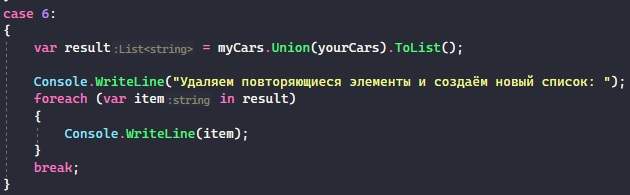 case 6:
{
var result:List<string> = myCars.Union(yourCars).ToList();
Console.WriteLine("Удаляем повторяющиеся элементы и создаём новый список: ");
foreach (var item:string in result)
{
Console.WriteLine(item);
}
break;
}